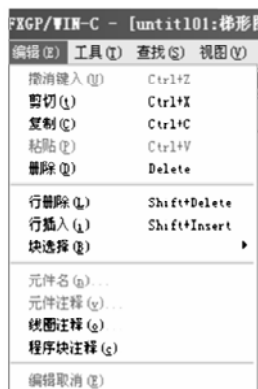 FXGP/WIN-C - [untitl01:梯形图
编辑(E) 工具(T) 查找(S) 视图(V)
撤消键入(U) Ctrl+Z
剪切(t) Ctrl+X
复制(C) Ctrl+C
粘贴(P) Ctrl+V
删除(D) Delete
行删除(L) Shift+Delete
行插入(i) Shift+Insert
块选择(B)
元件名(n)...
元件注释(v)...
线圈注释(o)...
程序块注释(c)
编辑取消(E)